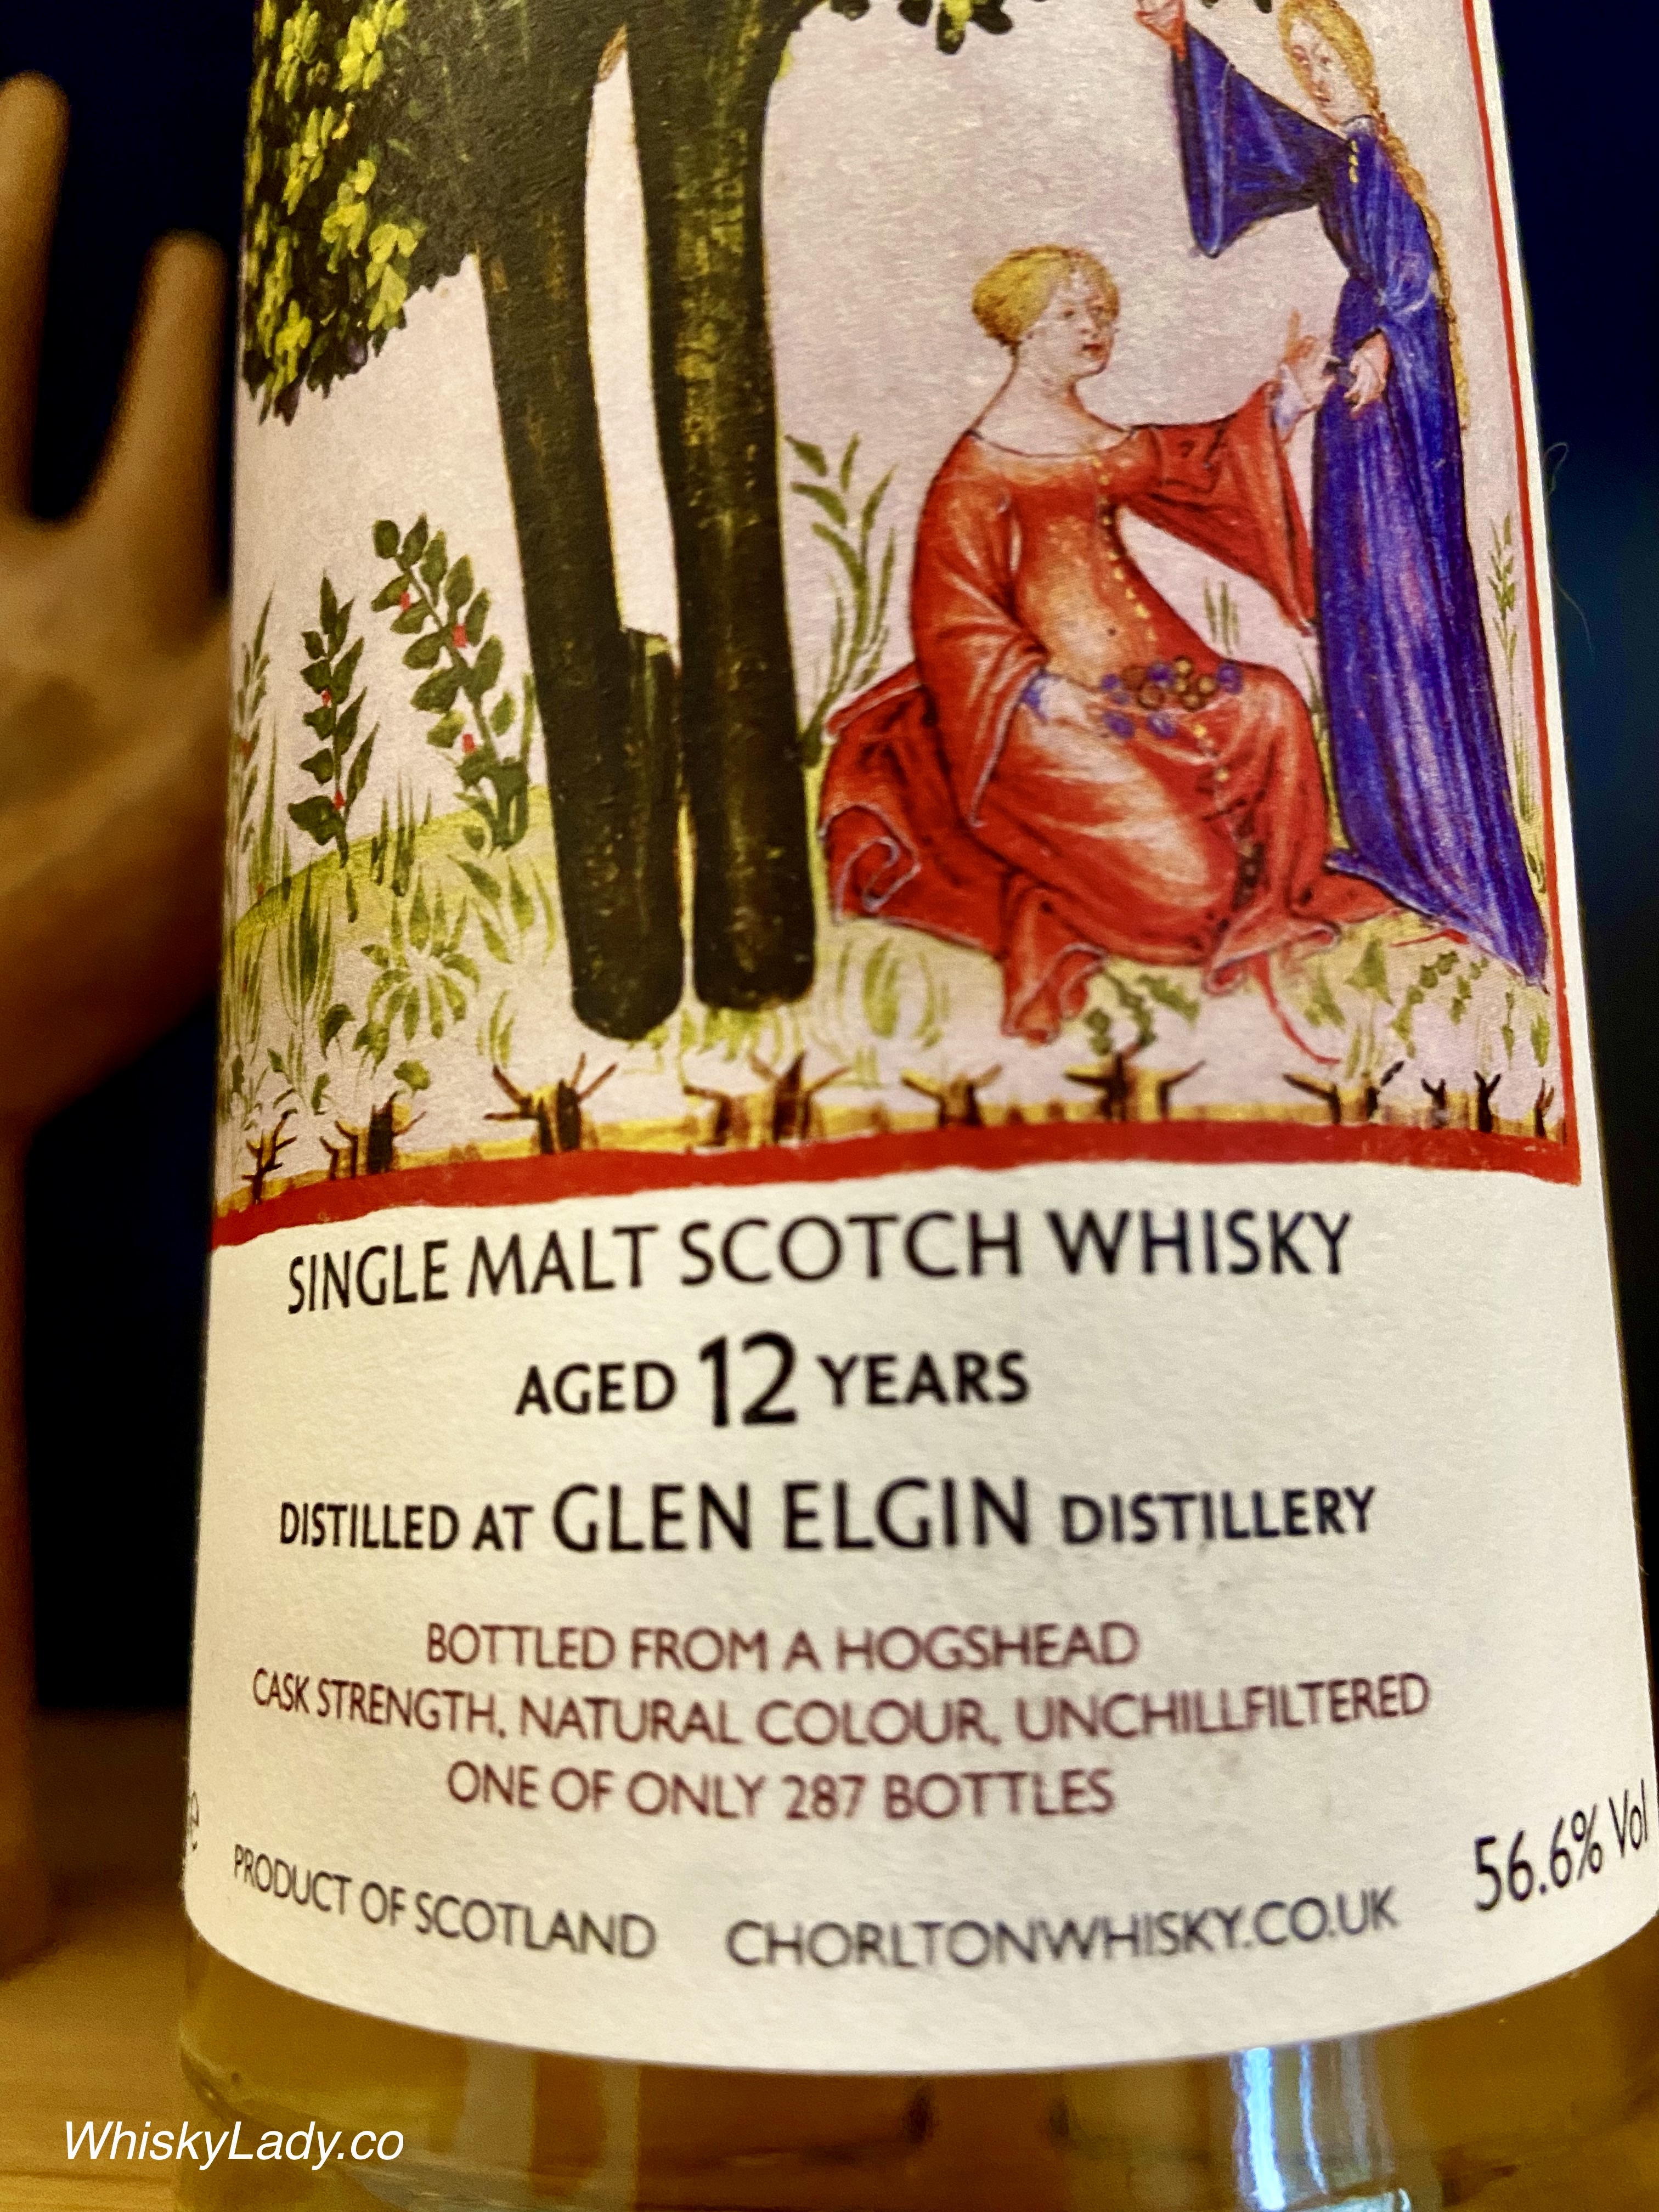 SINGLE MALT SCOTCH WHISKY
AGED 12 YEARS
DISTILLED AT GLEN ELGIN DISTILLERY
BOTTLED FROM A HOGSHEAD
CASK STRENGTH, NATURAL COLOUR, UNCHILLFILTERED
ONE OF ONLY 287 BOTTLES
e PRODUCT OF SCOTLAND CHORLTONWHISKY.CO.UK 56.6% Vol
WhiskyLady.co